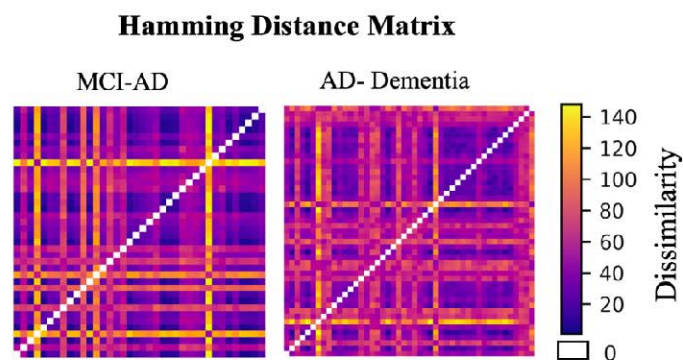 Hamming Distance Matrix
MCI-AD
AD- Dementia
140
120
100
80
60
40
20
0
Dissimilarity